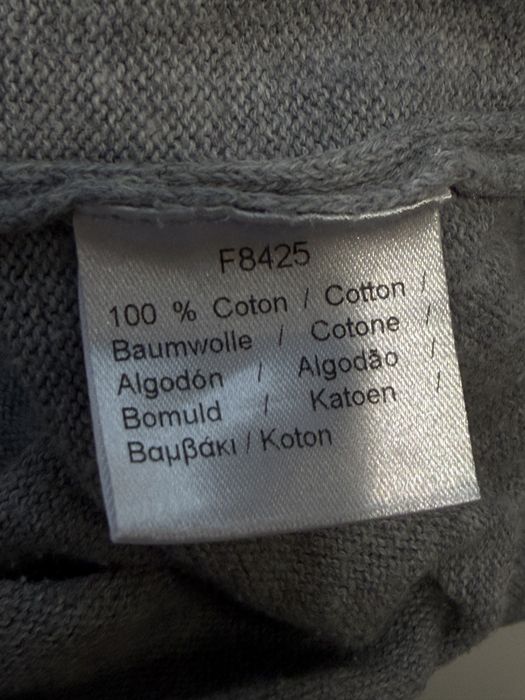 F8425
100 % Coton / Cotton /
Baumwolle / Cotone /
Algodón / Algodão /
Bomuld / Katoen /
Βαμβάκι / Koton